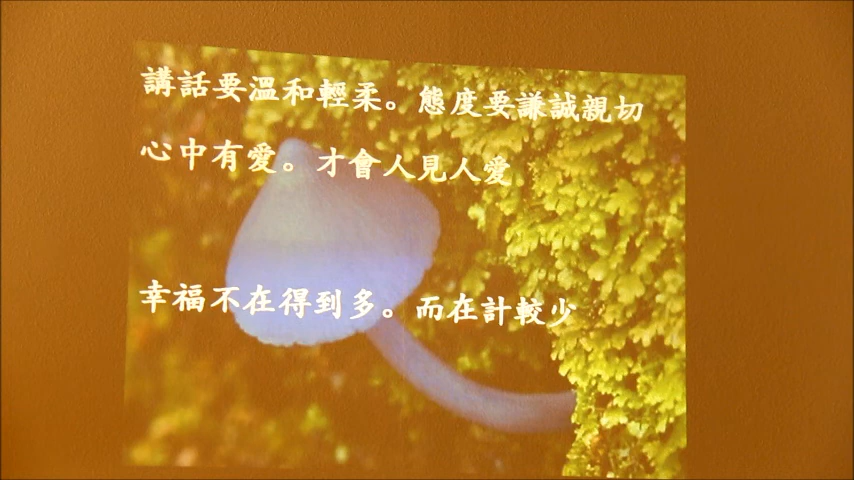 講話要溫和輕柔。態度要謙誠親切
心中有愛。才會人見人愛
幸福不在得到多。而在計較少